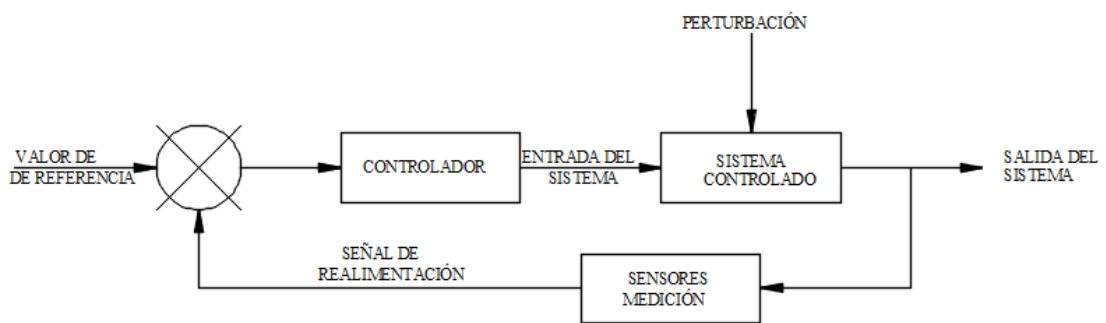 PERTURBACIÓN
VALOR DE
DE REFERENCIA
CONTROLADOR
ENTRADA DEL
SISTEMA
SISTEMA
CONTROLADO
SALIDA DEL
SISTEMA
SEÑAL DE
REALIMENTACIÓN
SENSORES
MEDICIÓN